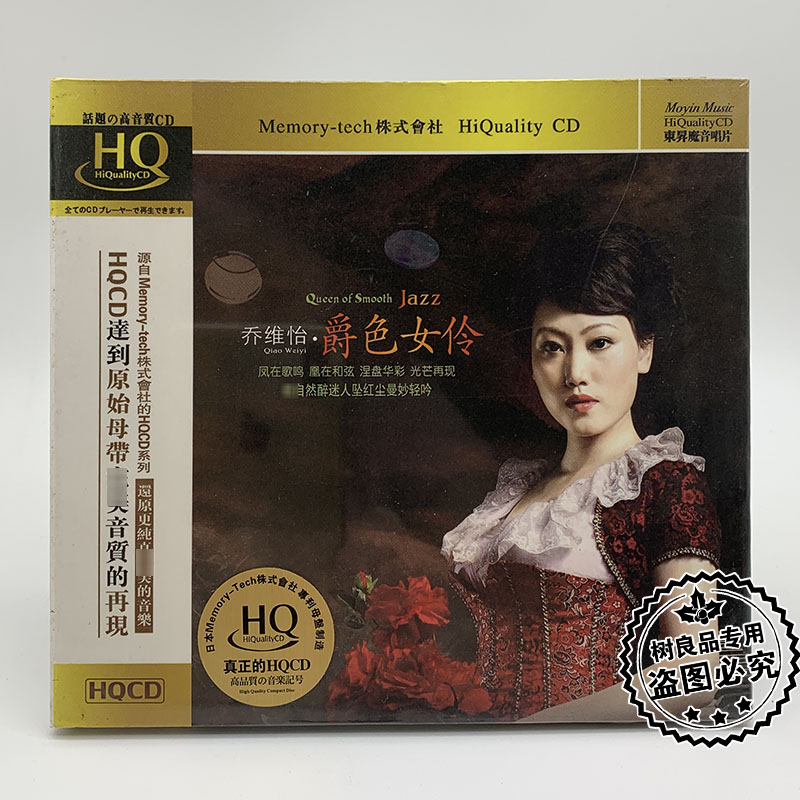 話題の高音質CD
HQ
HiQualityCD
全てのCDプレーヤーで再生できます。
Memory-tech株式會社 HiQuality CD
Moyin Music
HiQualityCD
東昇魔音唱片
源自Memory-tech株式會社的HQCD系列
還原更純真 美的音樂
HQCD達到原始母帶 美音質的再現
HQCD
Queen of Smooth Jazz
乔维怡·爵色女伶
Qiao Weiyi
凤在歌鸣 凰在和弦 涅盘华彩 光芒再现
自然醉迷人坠红尘曼妙轻吟
日本Memory-Tech株式會社 專利母盤制造
HQ
HiQualityCD
真正的HQCD
高品質の音楽記号
High Quality Compact Disc
树良品专用
盗图必究